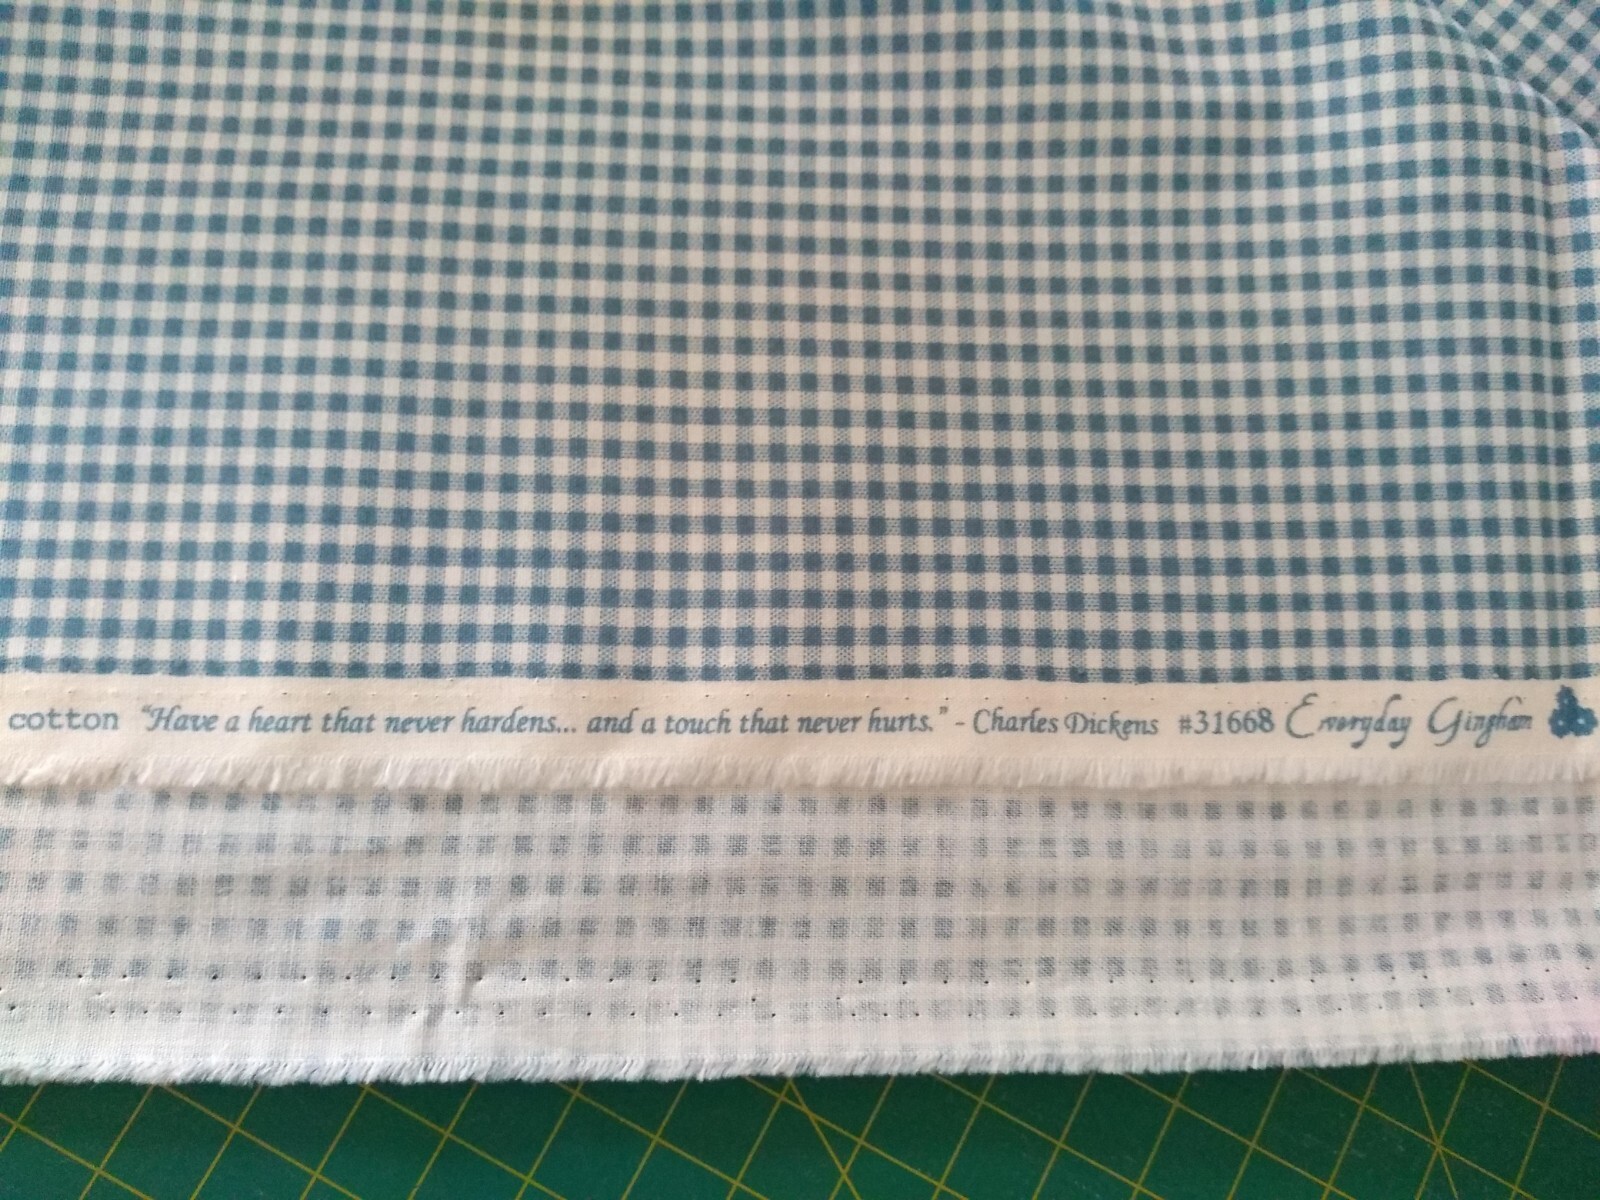 cotton “Have a heart that never hardens... and a touch that never hurts.” - Charles Dickens #31668 Everyday Gingham